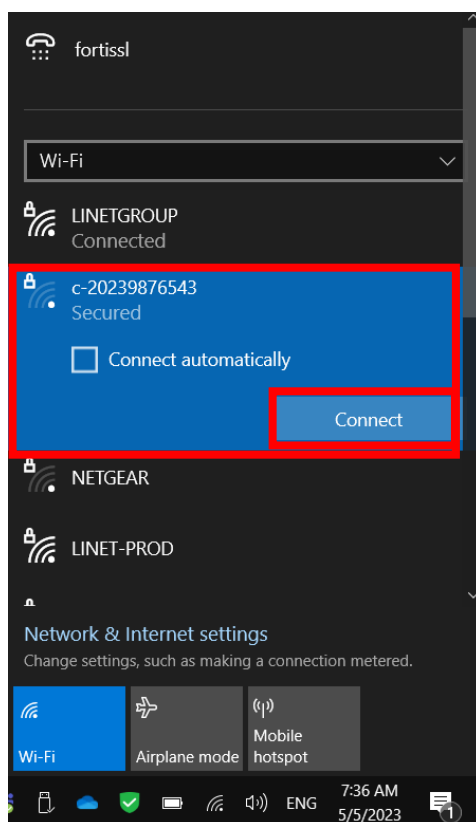 fortissl
Wi-Fi
LINETGROUP
Connected
c-20239876543
Secured
Connect automatically
Connect
NETGEAR
LINET-PROD
Network & Internet settings
Change settings, such as making a connection metered.
Wi-Fi
Airplane mode
Mobile
hotspot
ENG
7:36 AM
5/5/2023
1